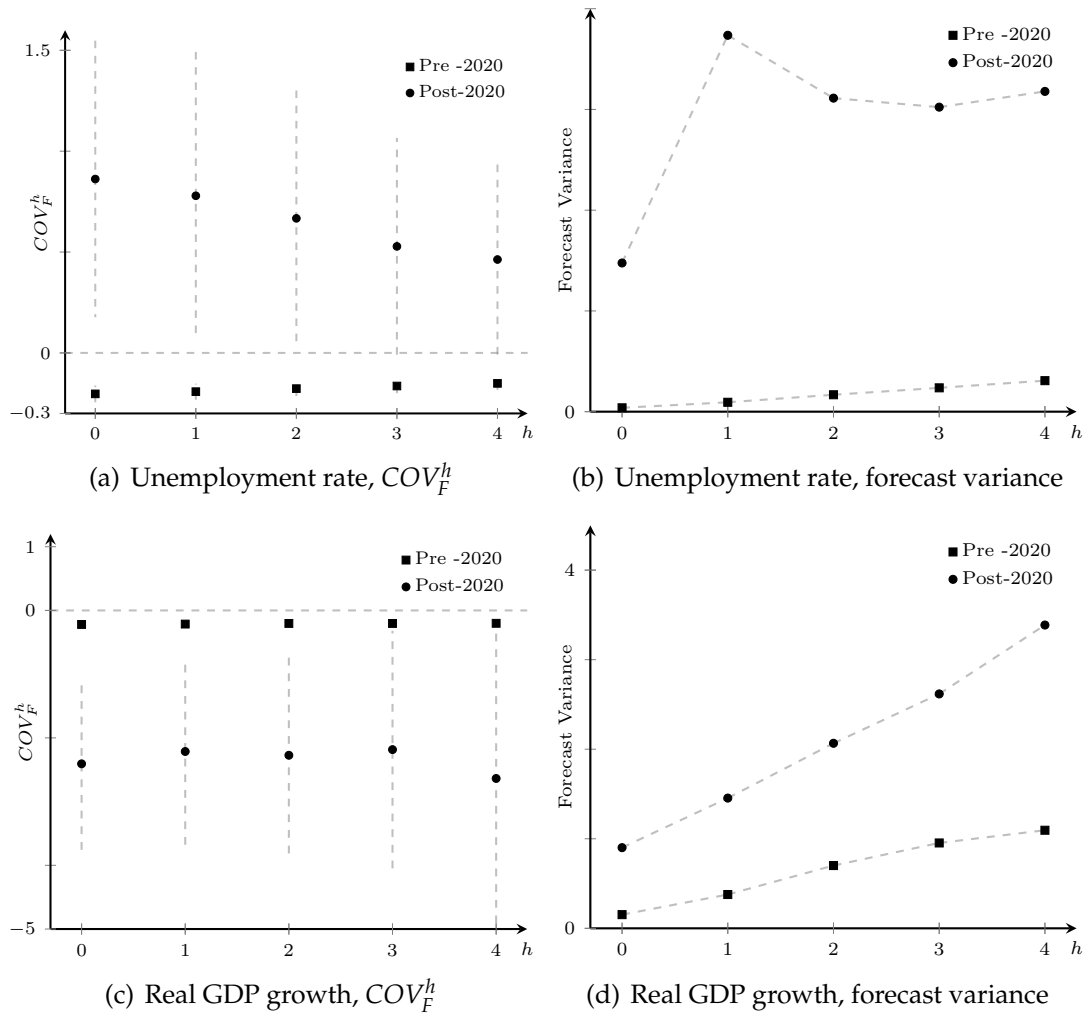 1.5
Pre -2020
Post-2020
COV_F^h
0
−0.3
0 1 2 3 4 h
(a) Unemployment rate, COV_F^h
Pre -2020
Post-2020
Forecast Variance
0
0 1 2 3 4 h
(b) Unemployment rate, forecast variance
1
Pre -2020
Post-2020
0
COV_F^h
−5
0 1 2 3 4 h
(c) Real GDP growth, COV_F^h
Pre -2020
Post-2020
4
Forecast Variance
0
0 1 2 3 4 h
(d) Real GDP growth, forecast variance